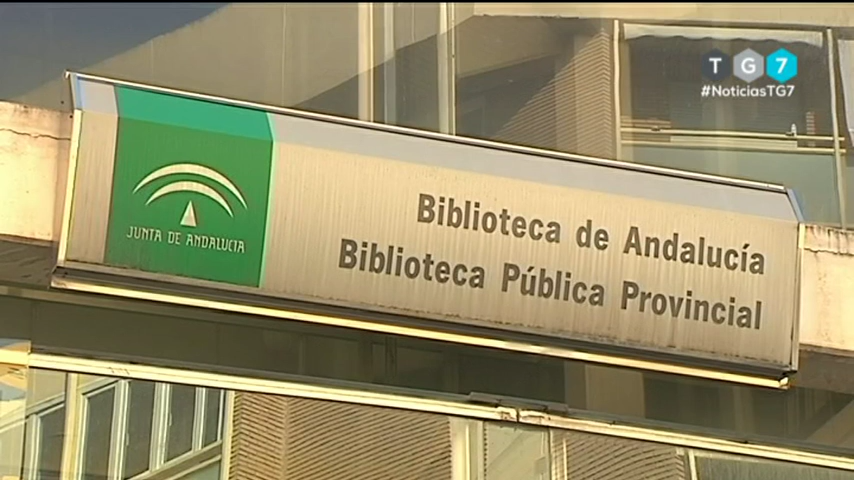 TG7
#NoticiasTG7
JUNTA DE ANDALUCIA
Biblioteca de Andalucía
Biblioteca Pública Provincial